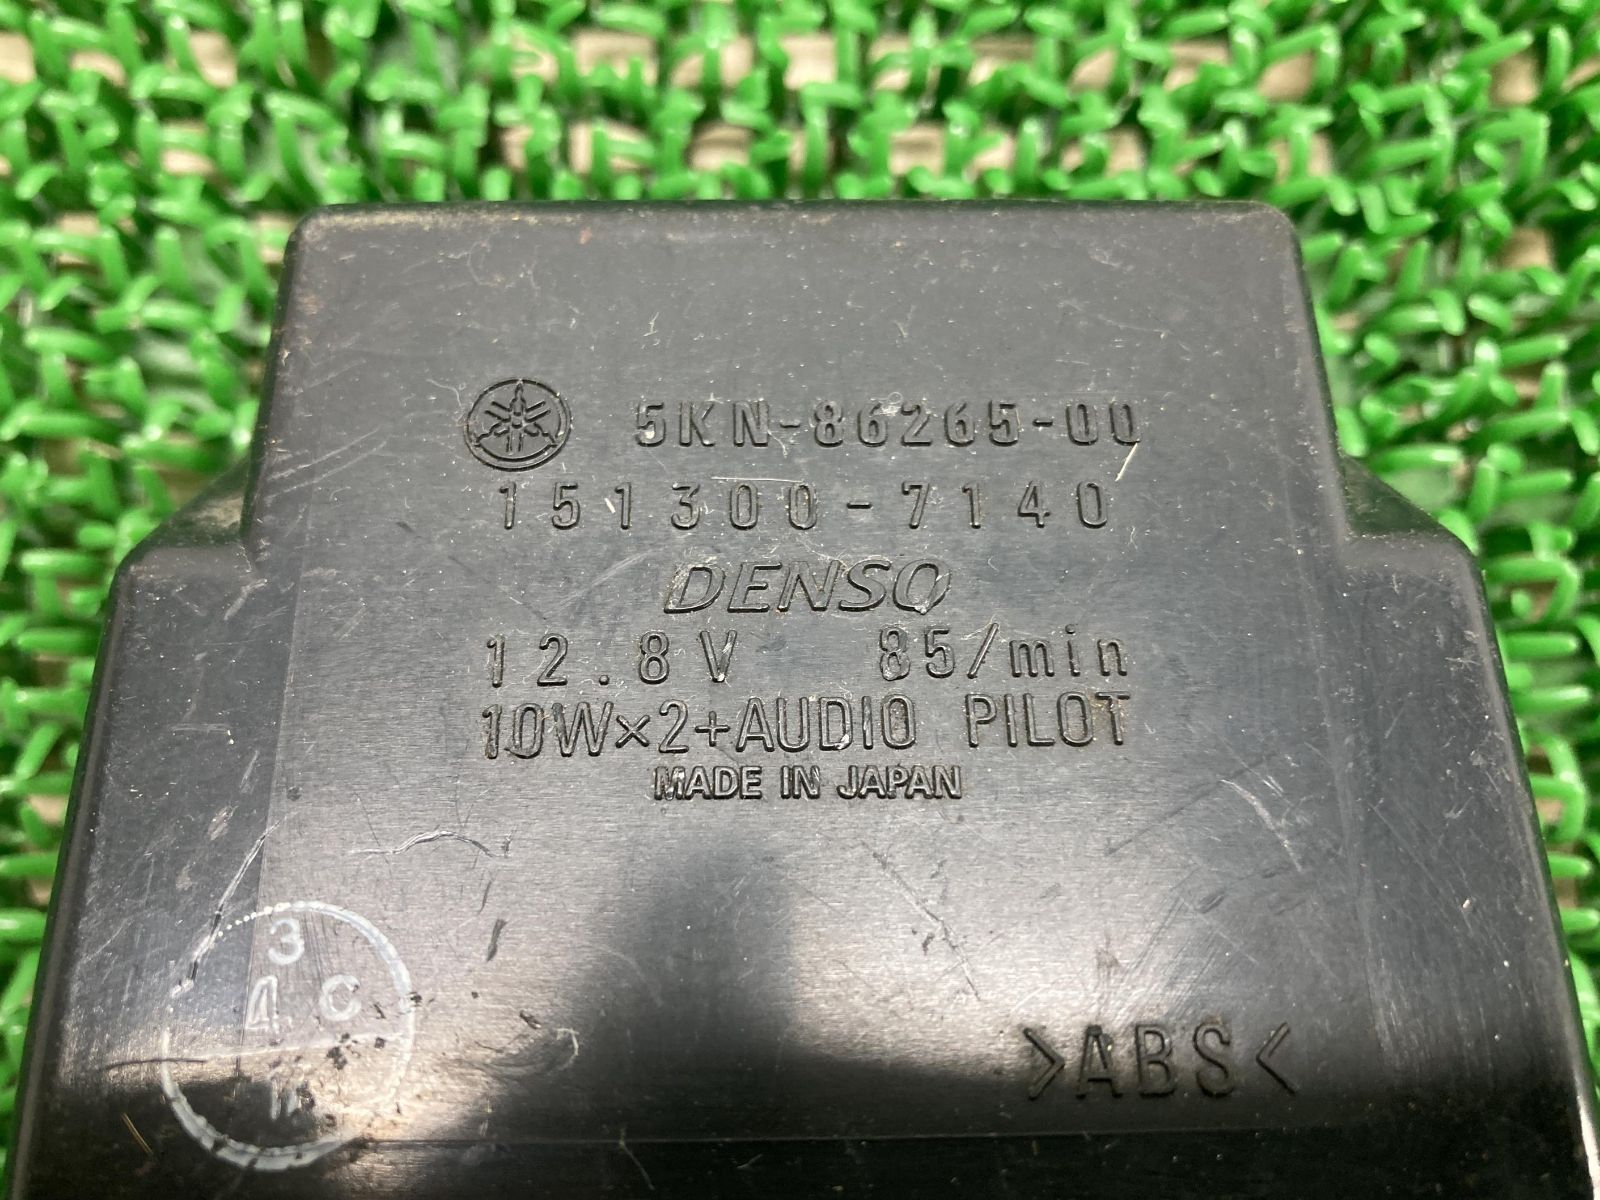 5KN-86265-00
151300-7140
DENSO
12.8V 85/min
10W×2+AUDIO PILOT
MADE IN JAPAN
3
4 C
>ABS<